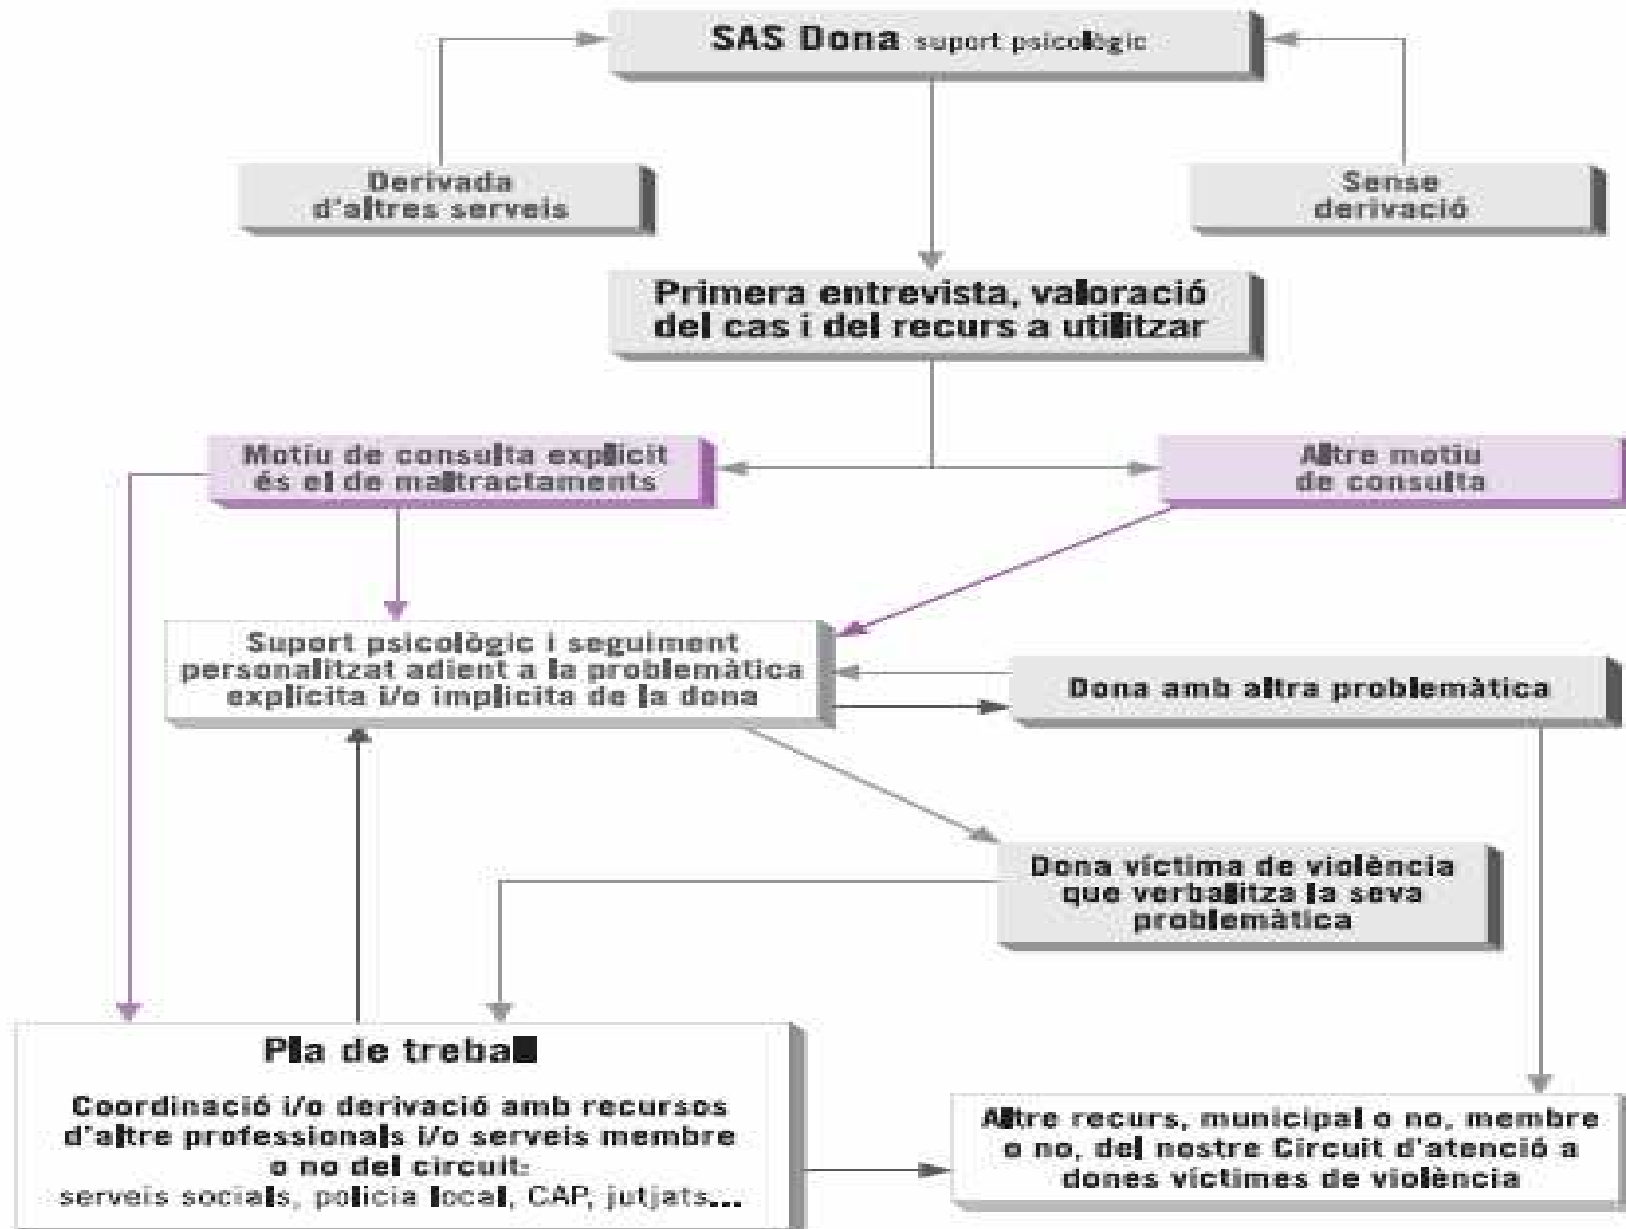 SAS Dona suport psicològic
Derivada
d'altres serveis
Sense
derivació
Primera entrevista, valoració
del cas i del recurs a utilitzar
Motiu de consulta explícit
és el de maltractaments
Altre motiu
de consulta
Suport psicològic i seguiment
personalitzat adient a la problemàtica
explícita i/o implicita de la dona
Dona amb altra problemàtica
Dona víctima de violència
que verbalitza la seva
problemàtica
Pla de treball
Coordinació i/o derivació amb recursos
d'altre professionals i/o serveis membre
o no del circuit:
serveis socials, policia local, CAP, jutjats...
Altre recurs, municipal o no, membre
o no, del nostre Circuit d'atenció a
dones víctimes de violència